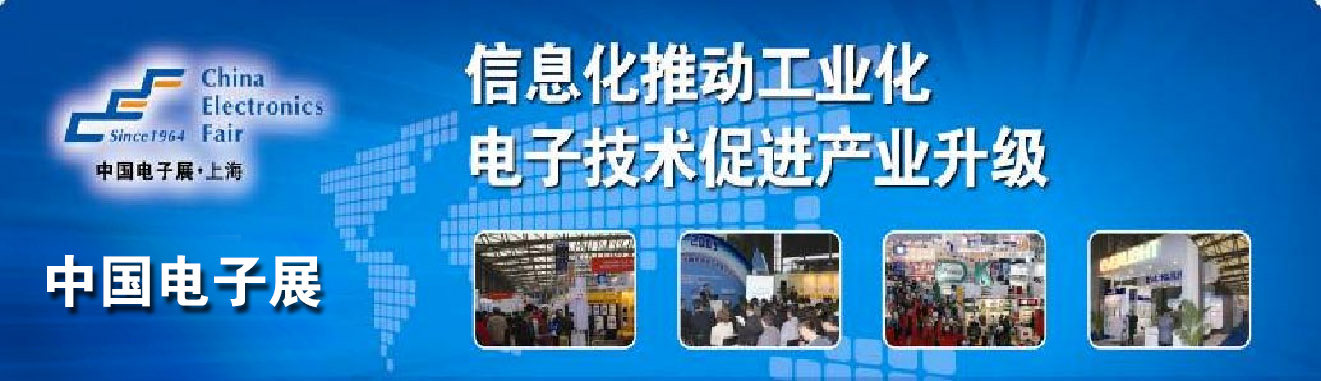 China
Electronics
Fair
Since1964
中国电子展·上海
信息化推动工业化
电子技术促进产业升级
中国电子展